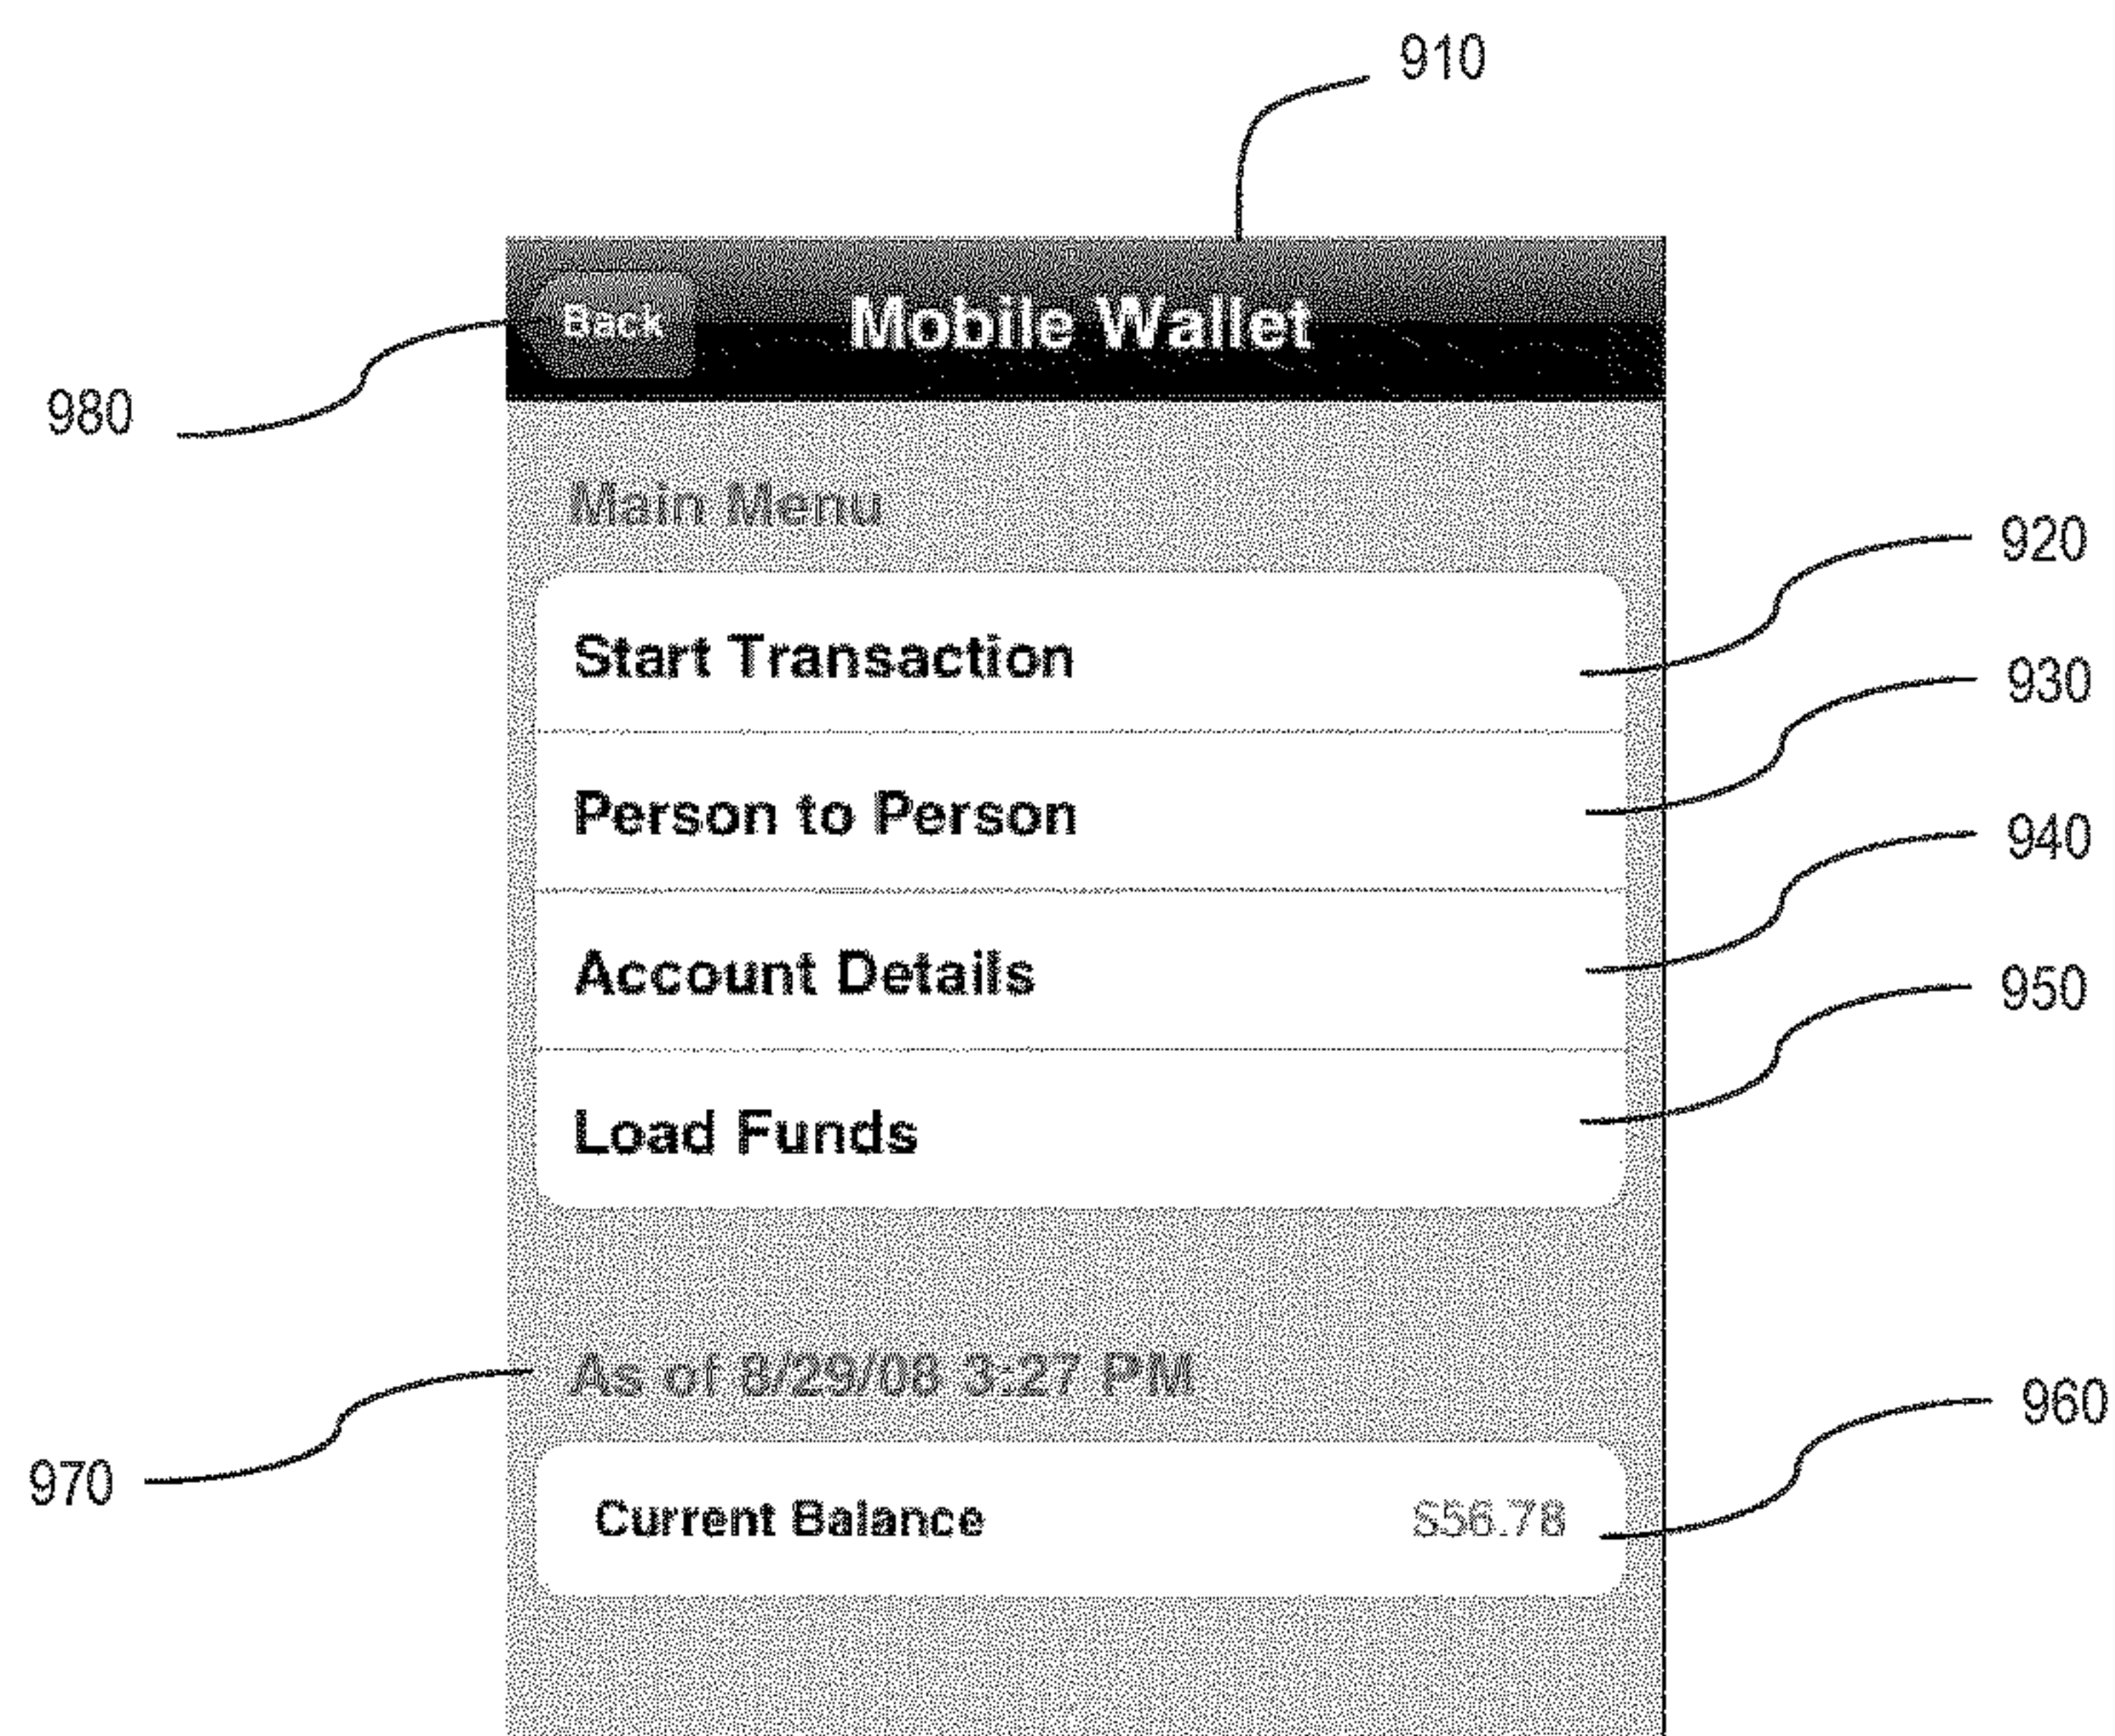 910
Back Mobile Wallet
980
Main Menu
920
Start Transaction
930
Person to Person
940
Account Details
950
Load Funds
As of 8/29/08 3:27 PM
960
970
Current Balance $56.78